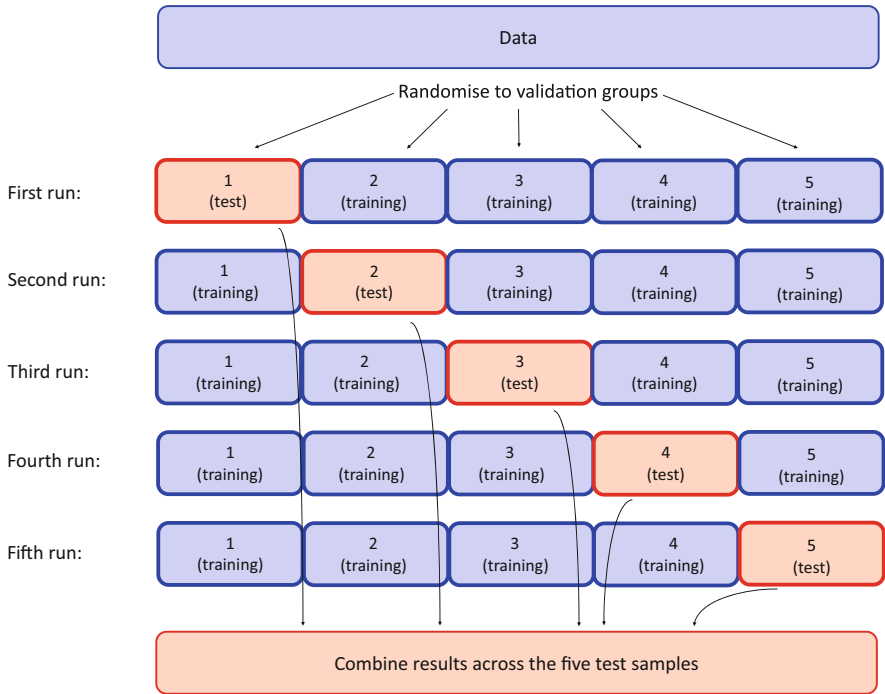 Data
Randomise to validation groups
First run:
1
(test)
2
(training)
3
(training)
4
(training)
5
(training)
Second run:
1
(training)
2
(test)
3
(training)
4
(training)
5
(training)
Third run:
1
(training)
2
(training)
3
(test)
4
(training)
5
(training)
Fourth run:
1
(training)
2
(training)
3
(training)
4
(test)
5
(training)
Fifth run:
1
(training)
2
(training)
3
(training)
4
(training)
5
(test)
Combine results across the five test samples